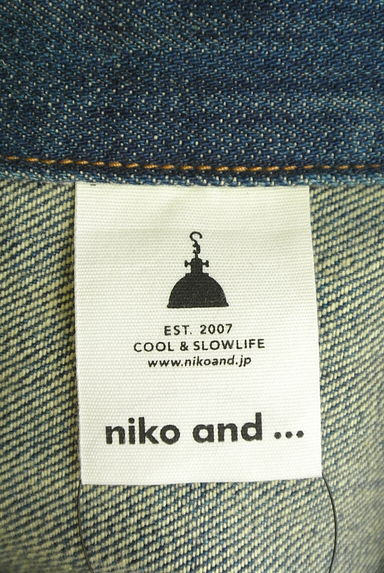 EST. 2007
COOL & SLOWLIFE
www.nikoand.jp
niko and ...